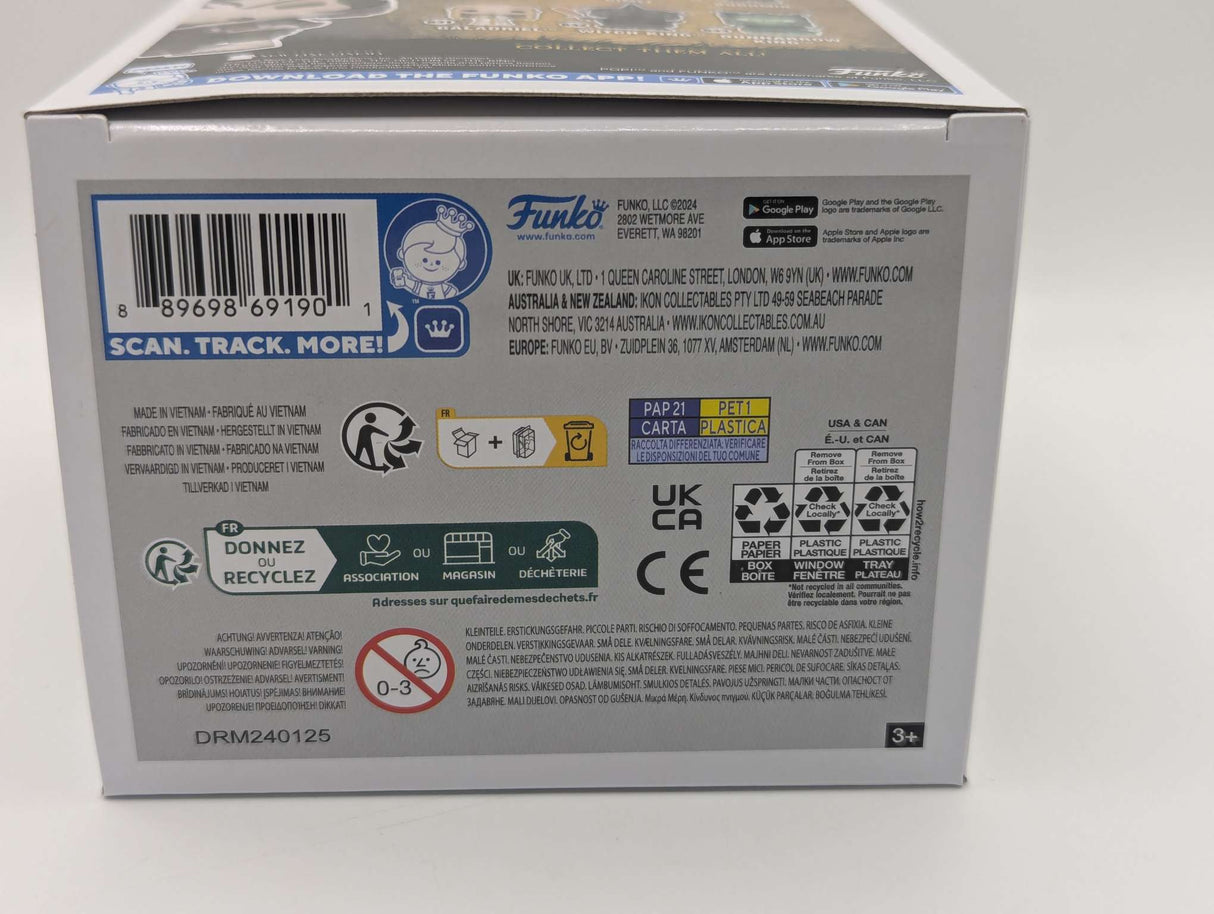 GALADRIEL
WITCH KING
COLLECT THEM ALL!
Funko
DOWNLOAD THE FUNKO APP!
8 89698 69190 1
SCAN. TRACK. MORE!
™
Funko
www.funko.com
FUNKO, LLC ©2024
2802 WETMORE AVE
EVERETT, WA 98201
GET IT ON
Google Play
Google Play and the Google Play
logo are trademarks of Google LLC.
Download on the
App Store
Apple Store and Apple logo are
trademarks of Apple Inc
UK: FUNKO UK, LTD • 1 QUEEN CAROLINE STREET, LONDON, W6 9YN (UK) • WWW.FUNKO.COM
AUSTRALIA & NEW ZEALAND: IKON COLLECTABLES PTY LTD 49-59 SEABEACH PARADE
NORTH SHORE, VIC 3214 AUSTRALIA • WWW.IKONCOLLECTABLES.COM.AU
EUROPE: FUNKO EU, BV • ZUIDPLEIN 36, 1077 XV, AMSTERDAM (NL) • WWW.FUNKO.COM
MADE IN VIETNAM • FABRIQUÉ AU VIETNAM
FABRICADO EN VIETNAM • HERGESTELLT IN VIETNAM
FABBRICATO IN VIETNAM • FABRICADO NA VIETNAM
VERVAARDIGD IN VIETNAM • PRODUCERET I VIETNAM
TILLVERKAD I VIETNAM
FR
+
PAP 21 PET1
CARTA PLASTICA
RACCOLTA DIFFERENZIATA. VERIFICARE
LE DISPOSIZIONI DEL TUO COMUNE
USA & CAN
É.-U. et CAN
Remove
From Box
Retirez
de la boîte
Remove
From Box
Retirez
de la boîte
Check
Locally*
Check
Locally*
PAPER
PAPIER
PLASTIC
PLASTIQUE
PLASTIC
PLASTIQUE
BOX
BOÎTE
WINDOW
FENÊTRE
TRAY
PLATEAU
*Not recycled in all communities.
Vérifiez localement. Pourrait ne pas
être recyclable dans votre région.
how2recycle.info
UK
CA
CE
FR
DONNEZ
OU
RECYCLEZ
ASSOCIATION
OU
MAGASIN
OU
DÉCHÈTERIE
Adresses sur quefairedemesdechets.fr
ACHTUNG! AVVERTENZA! ATENÇÃO!
WAARSCHUWING! ADVARSEL! VARNING!
UPOZORNĚNÍ! UPOZORNENIE! FIGYELMEZTETÉS!
OPOZORILO! OSTRZEŻENIE! ADVARSEL! AVERTISMENT!
BRĪDINĀJUMS! HOIATUS! ĮSPĖJIMAS! ВНИМАНИЕ!
UPOZORENJE! ΠΡΟΕΙΔΟΠΟΙΗΣΗ! DİKKAT!
0-3
KLEINTEILE. ERSTICKUNGSGEFAHR. PICCOLE PARTI. RISCHIO DI SOFFOCAMENTO. PEQUENAS PARTES. RISCO DE ASFIXIA. KLEINE
ONDERDELEN. VERSTIKKINGSGEVAAR. SMÅ DELE. KVÆLNINGSFARE. SMÅ DELAR. KVÄVNINGSRISK. MALÉ ČÁSTI. NEBEZPEČÍ UDUŠENÍ.
MALÉ ČASTI. NEBEZPEČENSTVO UDUSENIA. KIS ALKATRÉSZEK. FULLADÁSVESZÉLY. MAJHNI DELI. NEVARNOST ZADUŠITVE. MAŁE
CZĘŚCI. NIEBEZPIECZEŃSTWO UDŁAWIENIA SIĘ. SMÅ DELER. KVELNINGSFARE. PIESE MICI. PERICOL DE SUFOCARE. SĪKAS DETAĻAS.
AIZRĪŠANĀS RISKS. VÄIKESED OSAD. LÄMBUMISOHT. SMULKIOS DETALĖS. PAVOJUS UŽSPRINGTI. МАЛКИ ЧАСТИ. ОПАСНОСТ ОТ
ЗАДАВЯНЕ. MALI DIJELOVI. OPASNOST OD GUŠENJA. Μικρά Μέρη. Κίνδυνος πνιγμού. KÜÇÜK PARÇALAR. BOĞULMA TEHLİKESİ.
DRM240125
3+